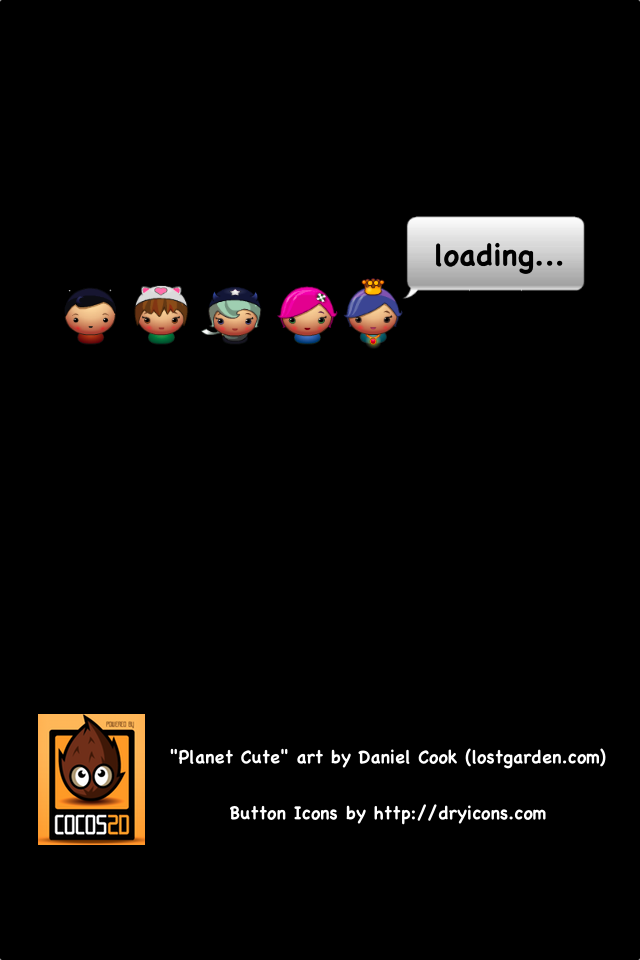 loading...
POWERED BY
"Planet Cute" art by Daniel Cook (lostgarden.com)
COCOS2D
Button Icons by http://dryicons.com